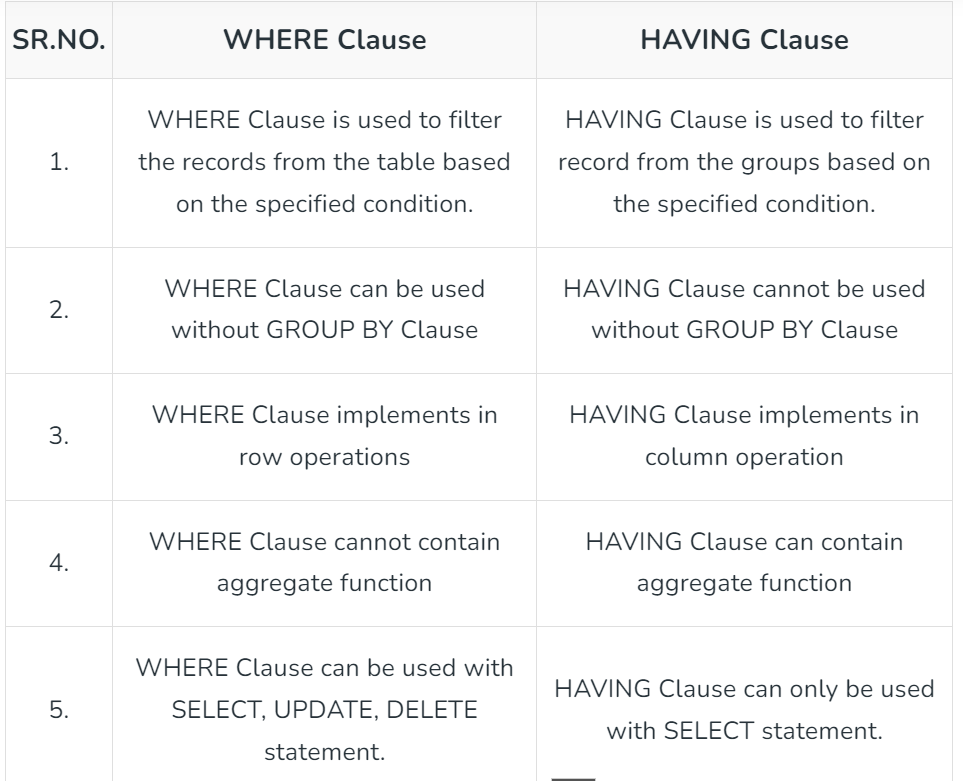 SR.NO. WHERE Clause HAVING Clause
1.
WHERE Clause is used to filter
the records from the table based
on the specified condition.
HAVING Clause is used to filter
record from the groups based on
the specified condition.
2.
WHERE Clause can be used
without GROUP BY Clause
HAVING Clause cannot be used
without GROUP BY Clause
3.
WHERE Clause implements in
row operations
HAVING Clause implements in
column operation
4.
WHERE Clause cannot contain
aggregate function
HAVING Clause can contain
aggregate function
5.
WHERE Clause can be used with
SELECT, UPDATE, DELETE
statement.
HAVING Clause can only be used
with SELECT statement.